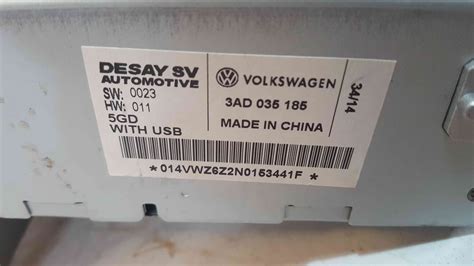 DESAY SV
AUTOMOTIVE
SW: 0023
HW: 011
5GD
WITH USB
VOLKSWAGEN
3AD 035 185
MADE IN CHINA
34/14
*014VWZ6Z2N0153441F*